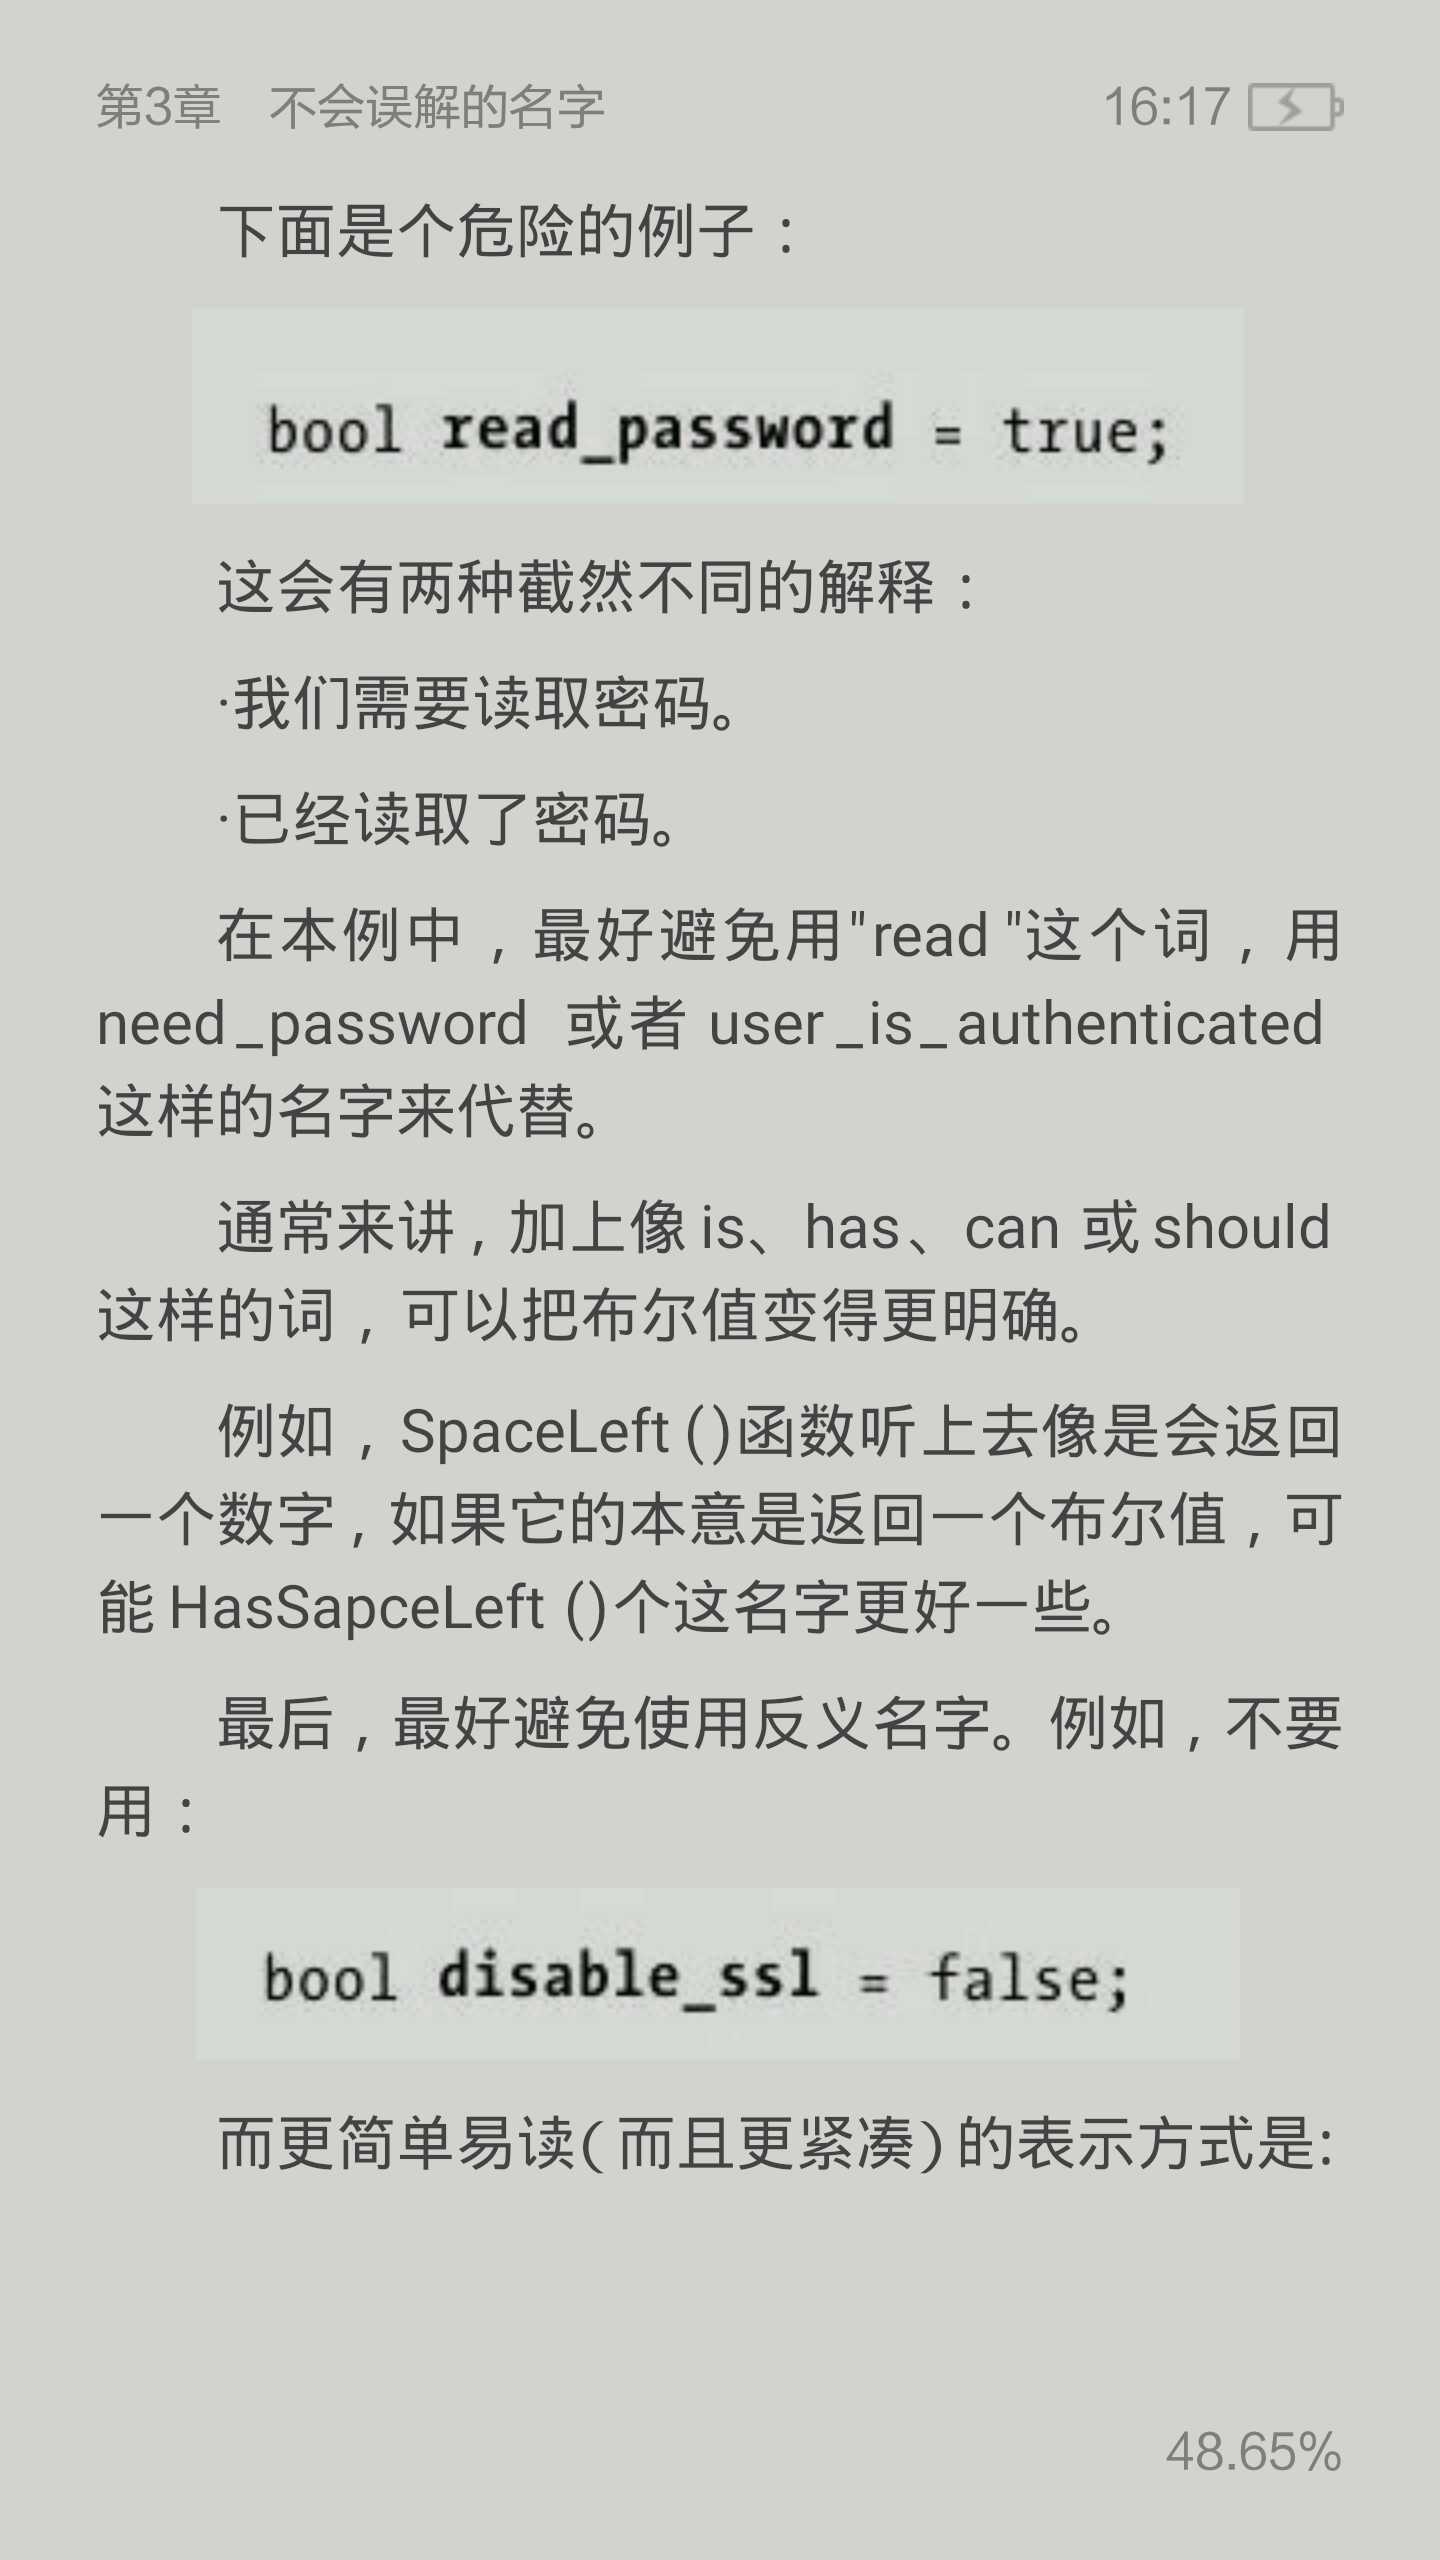 第3章 不会误解的名字 16:17
下面是个危险的例子：
bool read_password = true;
这会有两种截然不同的解释：
·我们需要读取密码。
·已经读取了密码。
在本例中，最好避免用"read "这个词，用
need_password 或者 user_is_authenticated
这样的名字来代替。
通常来讲，加上像 is、has、can 或 should
这样的词，可以把布尔值变得更明确。
例如，SpaceLeft ()函数听上去像是会返回
一个数字，如果它的本意是返回一个布尔值，可
能 HasSapceLeft ()个这名字更好一些。
最后，最好避免使用反义名字。例如，不要
用：
bool disable_ssl = false;
而更简单易读(而且更紧凑)的表示方式是:
48.65%